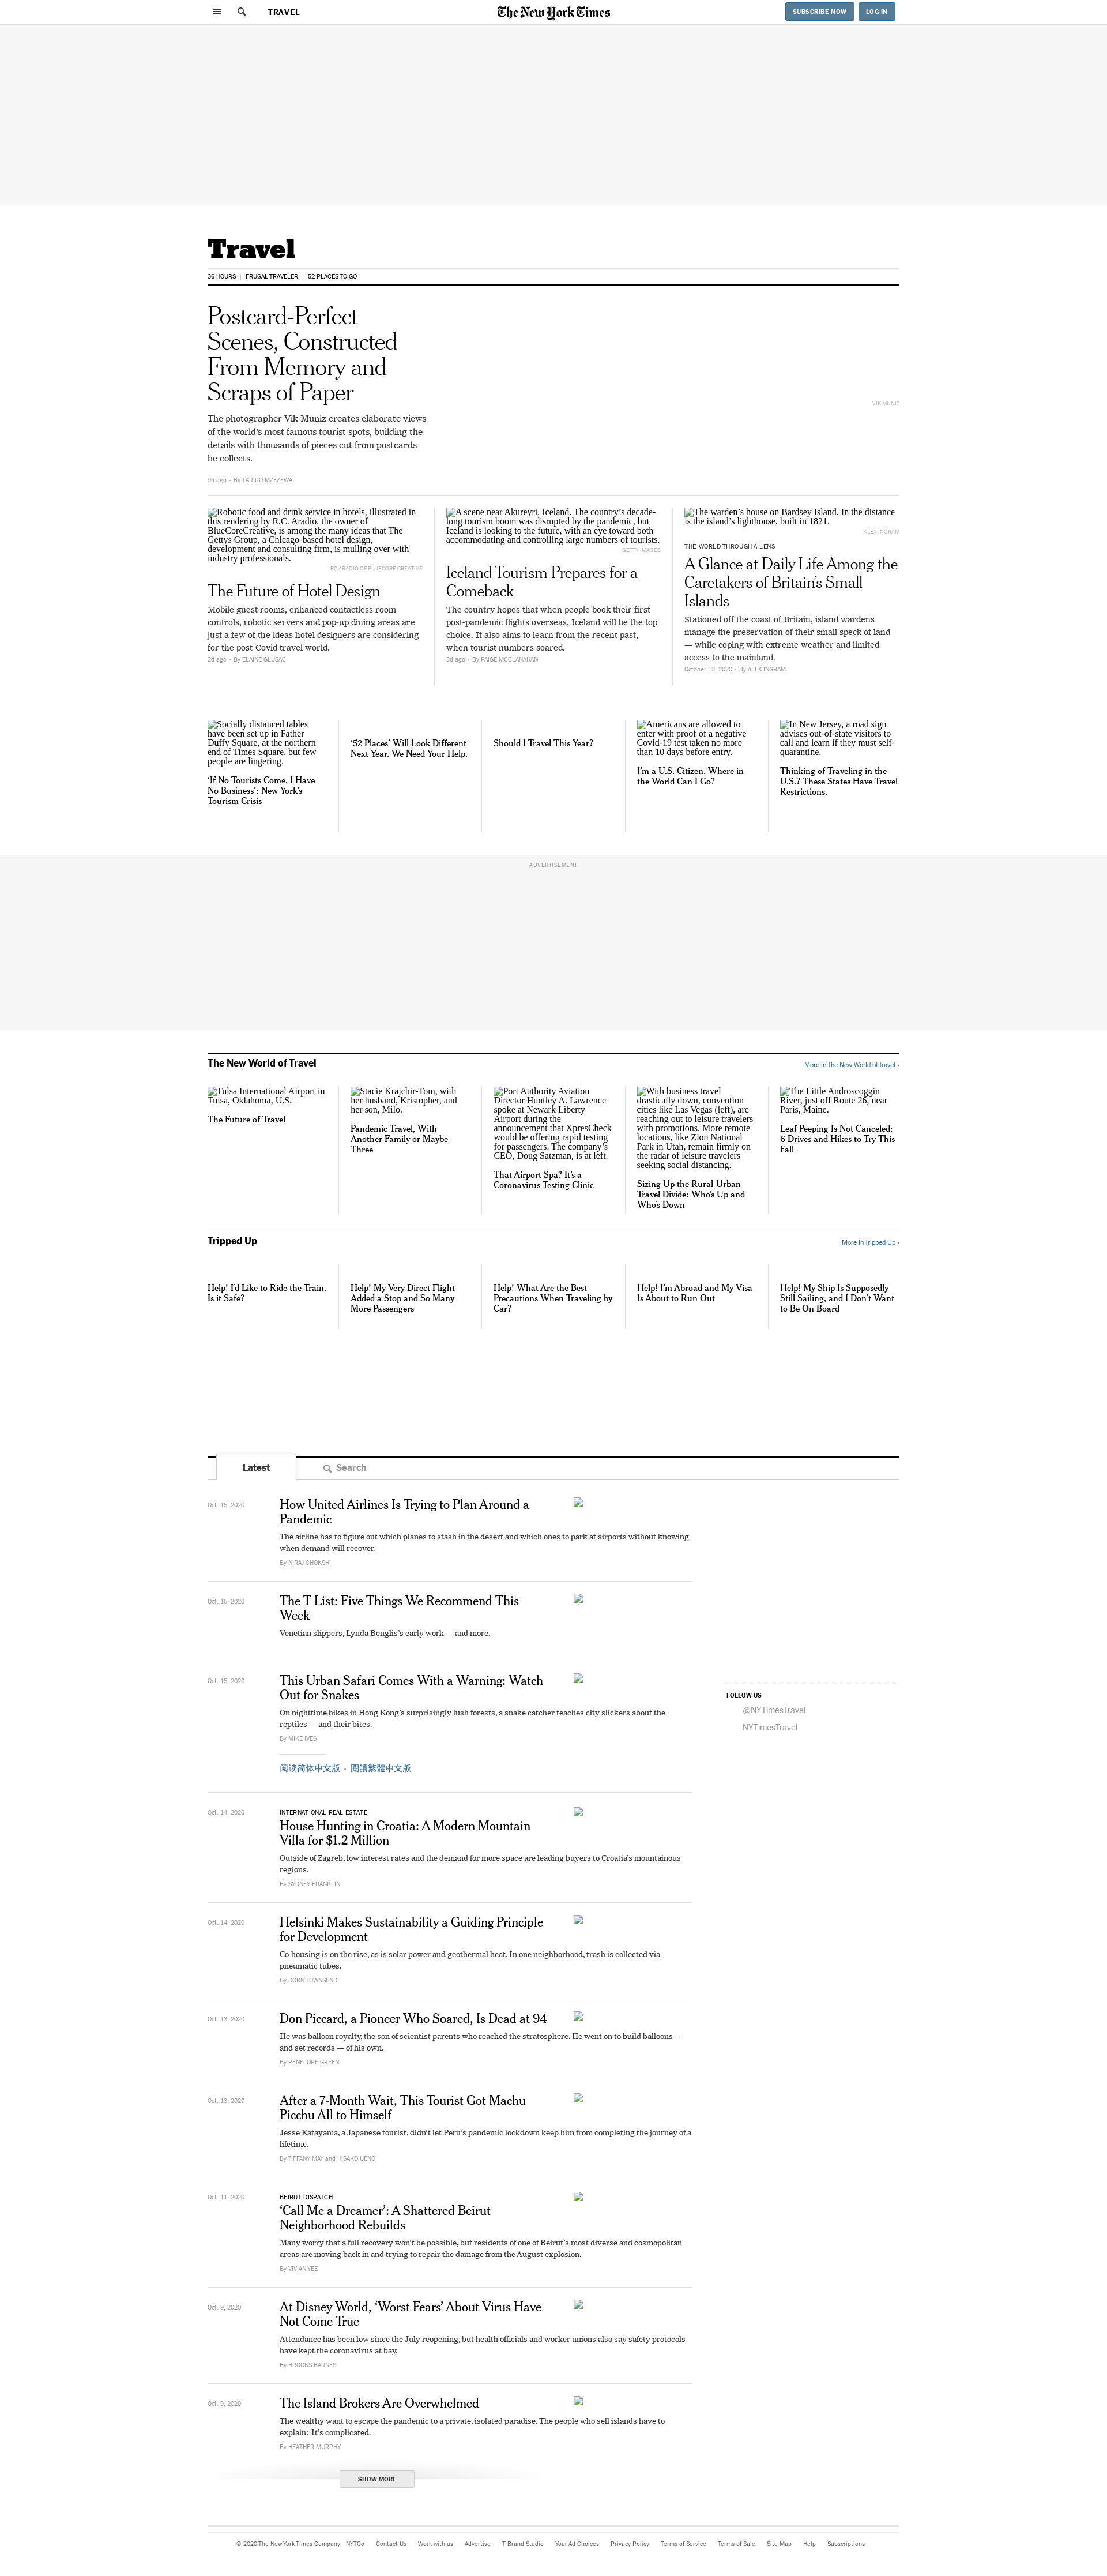 TRAVEL
The New York Times
SUBSCRIBE NOW
LOG IN
Travel
36 HOURS
FRUGAL TRAVELER
52 PLACES TO GO
Postcard-Perfect
Scenes, Constructed
From Memory and
Scraps of Paper
The photographer Vik Muniz creates elaborate views
of the world's most famous tourist spots, building the
details with thousands of pieces cut from postcards
he collects.
9h ago • By TARIRO MZEZEWA
VIK MUNIZ
Robotic food and drink service in hotels, illustrated in
this rendering by R.C. Aradio, the owner of
BlueCoreCreative, is among the many ideas that The
Gettys Group, a Chicago-based hotel design,
development and consulting firm, is mulling over with
industry professionals.
RC ARADIO OF BLUECORE CREATIVE
The Future of Hotel Design
Mobile guest rooms, enhanced contactless room
controls, robotic servers and pop-up dining areas are
just a few of the ideas hotel designers are considering
for the post-Covid travel world.
2d ago • By ELAINE GLUSAC
A scene near Akureyri, Iceland. The country's decade-
long tourism boom was disrupted by the pandemic, but
Iceland is looking to the future, with an eye toward both
accommodating and controlling large numbers of tourists.
GETTY IMAGES
Iceland Tourism Prepares for a
Comeback
The country hopes that when people book their first
post-pandemic flights overseas, Iceland will be the top
choice. It also aims to learn from the recent past,
when tourist numbers soared.
3d ago • By PAIGE MCCLANAHAN
The warden's house on Bardsey Island. In the distance
is the island's lighthouse, built in 1821.
ALEX INGRAM
THE WORLD THROUGH A LENS
A Glance at Daily Life Among the
Caretakers of Britain's Small
Islands
Stationed off the coast of Britain, island wardens
manage the preservation of their small speck of land
— while coping with extreme weather and limited
access to the mainland.
October 12, 2020 • By ALEX INGRAM
Socially distanced tables
have been set up in Father
Duffy Square, at the northern
end of Times Square, but few
people are lingering.
'If No Tourists Come, I Have
No Business': New York's
Tourism Crisis
'52 Places' Will Look Different
Next Year. We Need Your Help.
Should I Travel This Year?
Americans are allowed to
enter with proof of a negative
Covid-19 test taken no more
than 10 days before entry.
I'm a U.S. Citizen. Where in
the World Can I Go?
In New Jersey, a road sign
advises out-of-state visitors to
call and learn if they must self-
quarantine.
Thinking of Traveling in the
U.S.? These States Have Travel
Restrictions.
ADVERTISEMENT
The New World of Travel
More in The New World of Travel ›
Tulsa International Airport in
Tulsa, Oklahoma, U.S.
The Future of Travel
Stacie Krajchir-Tom, with
her husband, Kristopher, and
her son, Milo.
Pandemic Travel, With
Another Family or Maybe
Three
Port Authority Aviation
Director Huntley A. Lawrence
spoke at Newark Liberty
Airport during the
announcement that XpresCheck
would be offering rapid testing
for passengers. The company's
CEO, Doug Satzman, is at left.
That Airport Spa? It's a
Coronavirus Testing Clinic
With business travel
drastically down, convention
cities like Las Vegas (left), are
reaching out to leisure travelers
with promotions. More remote
locations, like Zion National
Park in Utah, remain firmly on
the radar of leisure travelers
seeking social distancing.
Sizing Up the Rural-Urban
Travel Divide: Who's Up and
Who's Down
The Little Androscoggin
River, just off Route 26, near
Paris, Maine.
Leaf Peeping Is Not Canceled:
6 Drives and Hikes to Try This
Fall
Tripped Up
More in Tripped Up ›
Help! I'd Like to Ride the Train.
Is it Safe?
Help! My Very Direct Flight
Added a Stop and So Many
More Passengers
Help! What Are the Best
Precautions When Traveling by
Car?
Help! I'm Abroad and My Visa
Is About to Run Out
Help! My Ship Is Supposedly
Still Sailing, and I Don't Want
to Be On Board
Latest
Search
Oct. 15, 2020
How United Airlines Is Trying to Plan Around a
Pandemic
The airline has to figure out which planes to stash in the desert and which ones to park at airports without knowing
when demand will recover.
By NIRAJ CHOKSHI
Oct. 15, 2020
The T List: Five Things We Recommend This
Week
Venetian slippers, Lynda Benglis's early work — and more.
Oct. 15, 2020
This Urban Safari Comes With a Warning: Watch
Out for Snakes
On nighttime hikes in Hong Kong's surprisingly lush forests, a snake catcher teaches city slickers about the
reptiles — and their bites.
By MIKE IVES
阅读简体中文版 • 閱讀繁體中文版
FOLLOW US
@NYTimesTravel
NYTimesTravel
Oct. 14, 2020
INTERNATIONAL REAL ESTATE
House Hunting in Croatia: A Modern Mountain
Villa for $1.2 Million
Outside of Zagreb, low interest rates and the demand for more space are leading buyers to Croatia's mountainous
regions.
By SYDNEY FRANKLIN
Oct. 14, 2020
Helsinki Makes Sustainability a Guiding Principle
for Development
Co-housing is on the rise, as is solar power and geothermal heat. In one neighborhood, trash is collected via
pneumatic tubes.
By DORN TOWNSEND
Oct. 13, 2020
Don Piccard, a Pioneer Who Soared, Is Dead at 94
He was balloon royalty, the son of scientist parents who reached the stratosphere. He went on to build balloons —
and set records — of his own.
By PENELOPE GREEN
Oct. 13, 2020
After a 7-Month Wait, This Tourist Got Machu
Picchu All to Himself
Jesse Katayama, a Japanese tourist, didn't let Peru's pandemic lockdown keep him from completing the journey of a
lifetime.
By TIFFANY MAY and HISAKO UENO
Oct. 11, 2020
BEIRUT DISPATCH
'Call Me a Dreamer': A Shattered Beirut
Neighborhood Rebuilds
Many worry that a full recovery won't be possible, but residents of one of Beirut's most diverse and cosmopolitan
areas are moving back in and trying to repair the damage from the August explosion.
By VIVIAN YEE
Oct. 9, 2020
At Disney World, 'Worst Fears' About Virus Have
Not Come True
Attendance has been low since the July reopening, but health officials and worker unions also say safety protocols
have kept the coronavirus at bay.
By BROOKS BARNES
Oct. 9, 2020
The Island Brokers Are Overwhelmed
The wealthy want to escape the pandemic to a private, isolated paradise. The people who sell islands have to
explain: It's complicated.
By HEATHER MURPHY
SHOW MORE
© 2020 The New York Times Company
NYTCo
Contact Us
Work with us
Advertise
T Brand Studio
Your Ad Choices
Privacy Policy
Terms of Service
Terms of Sale
Site Map
Help
Subscriptions